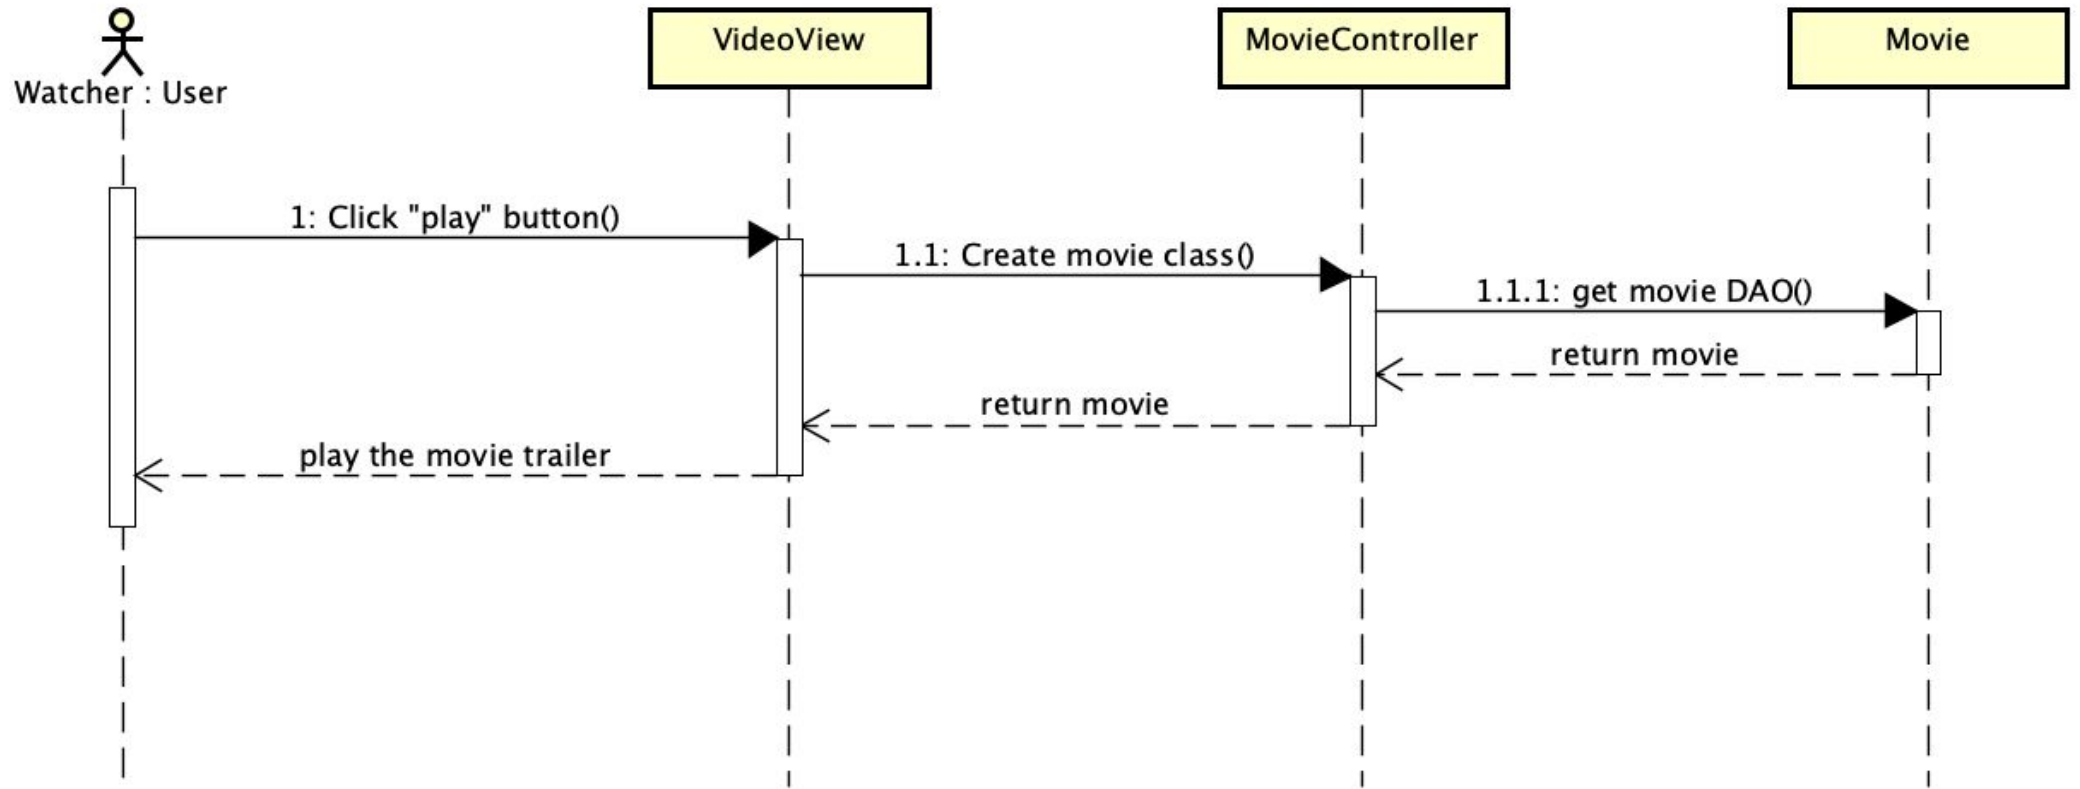 VideoView
MovieController
Movie
Watcher : User
1: Click "play" button()
1.1: Create movie class()
1.1.1: get movie DAO()
return movie
return movie
play the movie trailer